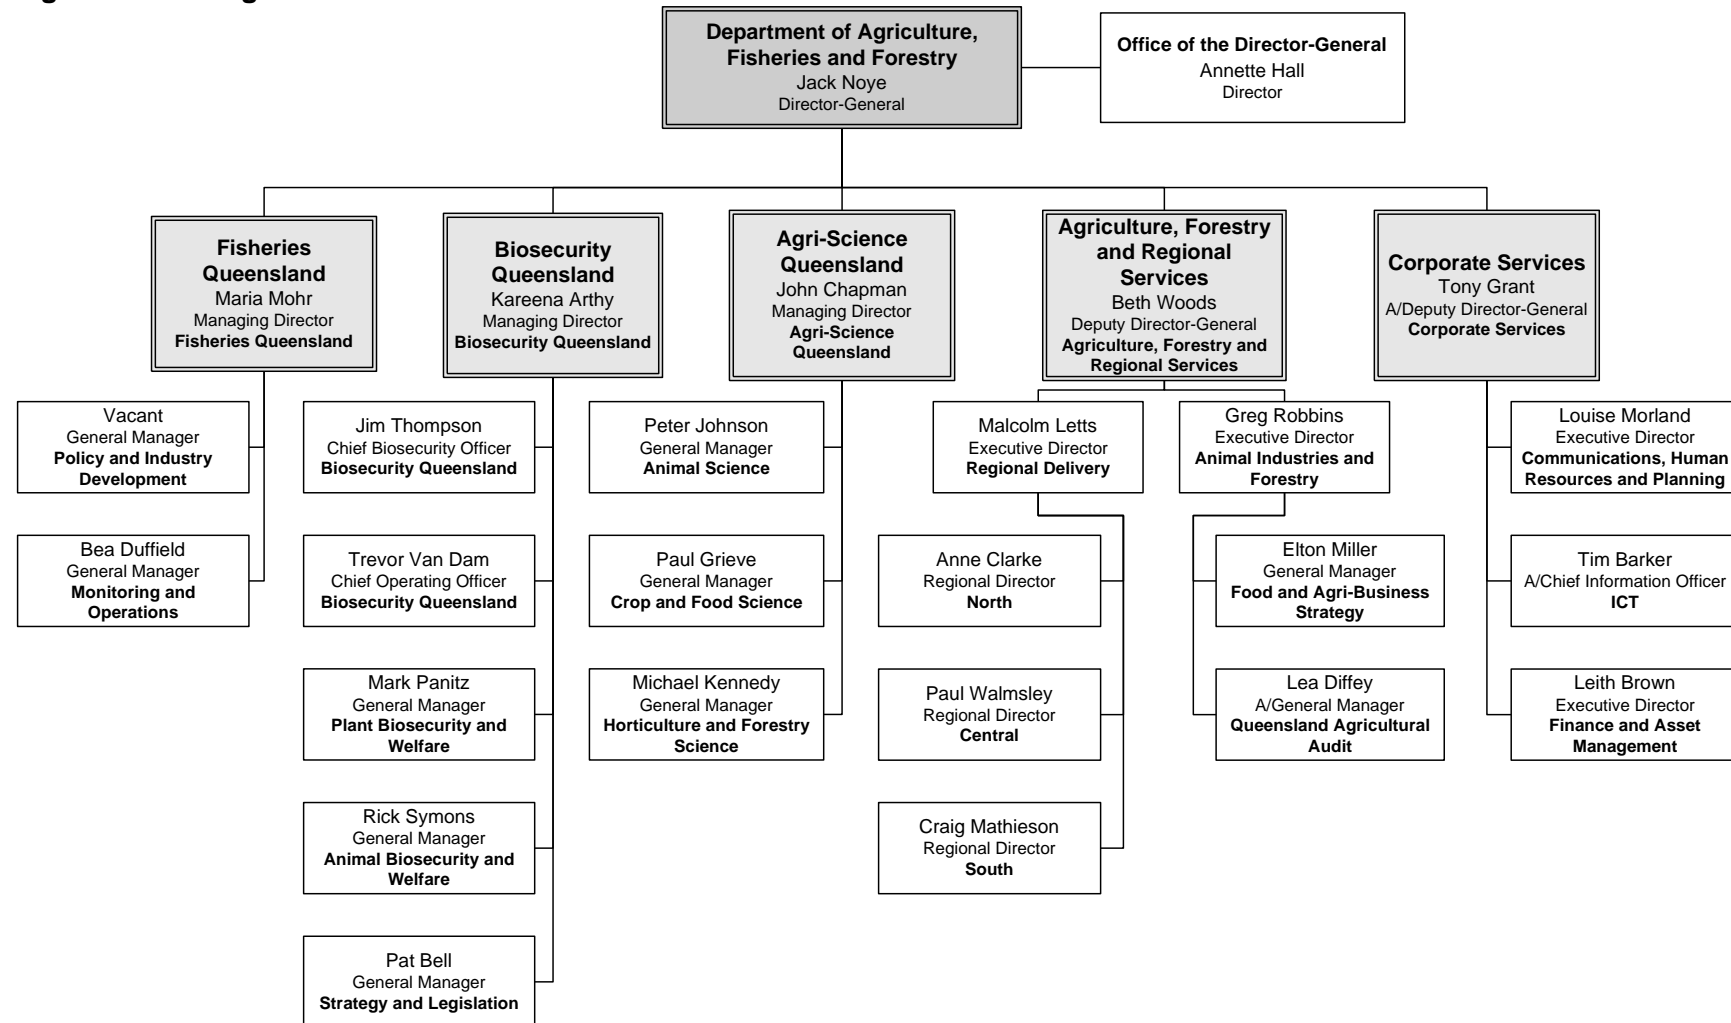 Department of Agriculture,
Fisheries and Forestry
Jack Noye
Director-General
Office of the Director-General
Annette Hall
Director
Fisheries
Queensland
Maria Mohr
Managing Director
Fisheries Queensland
Biosecurity
Queensland
Kareena Arthy
Managing Director
Biosecurity Queensland
Agri-Science
Queensland
John Chapman
Managing Director
Agri-Science
Queensland
Agriculture, Forestry
and Regional
Services
Beth Woods
Deputy Director-General
Agriculture, Forestry and
Regional Services
Corporate Services
Tony Grant
A/Deputy Director-General
Corporate Services
Vacant
General Manager
Policy and Industry
Development
Jim Thompson
Chief Biosecurity Officer
Biosecurity Queensland
Peter Johnson
General Manager
Animal Science
Malcolm Letts
Executive Director
Regional Delivery
Greg Robbins
Executive Director
Animal Industries and
Forestry
Louise Morland
Executive Director
Communications, Human
Resources and Planning
Bea Duffield
General Manager
Monitoring and
Operations
Trevor Van Dam
Chief Operating Officer
Biosecurity Queensland
Paul Grieve
General Manager
Crop and Food Science
Anne Clarke
Regional Director
North
Elton Miller
General Manager
Food and Agri-Business
Strategy
Tim Barker
A/Chief Information Officer
ICT
Mark Panitz
General Manager
Plant Biosecurity and
Welfare
Michael Kennedy
General Manager
Horticulture and Forestry
Science
Paul Walmsley
Regional Director
Central
Lea Diffey
A/General Manager
Queensland Agricultural
Audit
Leith Brown
Executive Director
Finance and Asset
Management
Rick Symons
General Manager
Animal Biosecurity and
Welfare
Craig Mathieson
Regional Director
South
Pat Bell
General Manager
Strategy and Legislation